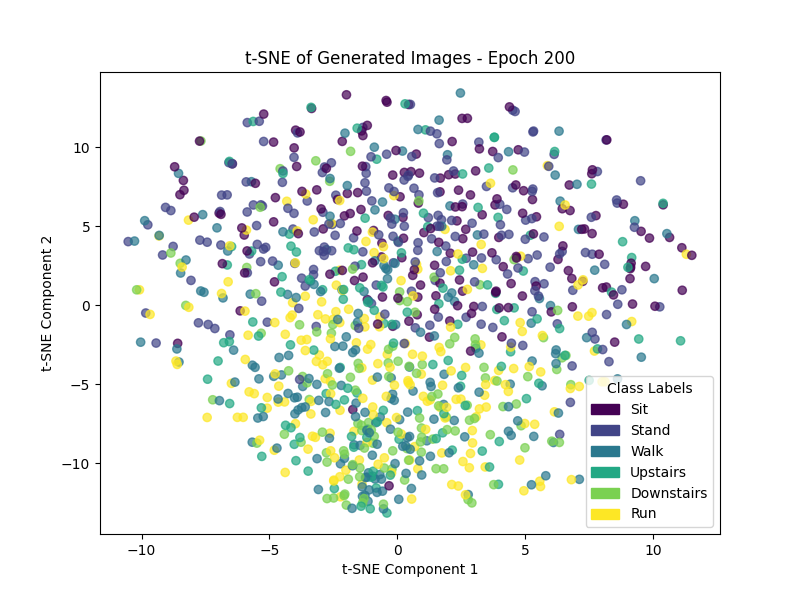 t-SNE of Generated Images - Epoch 200
t-SNE Component 2
10
5
0
−5
−10
−10
−5
0
5
10
t-SNE Component 1
Class Labels
Sit
Stand
Walk
Upstairs
Downstairs
Run